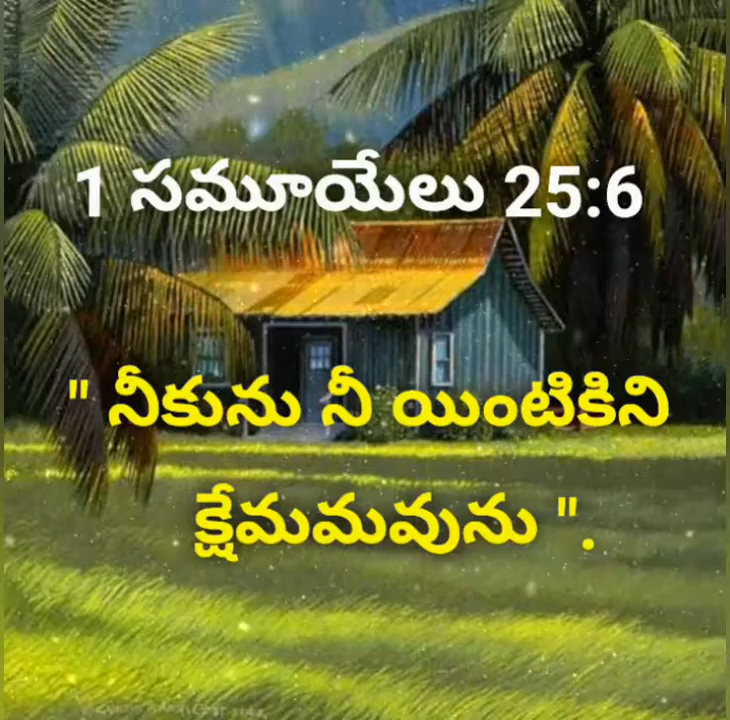 1 సమూయేలు 25:6
" నీకును నీ యింటికిని
క్షేమమవును ".